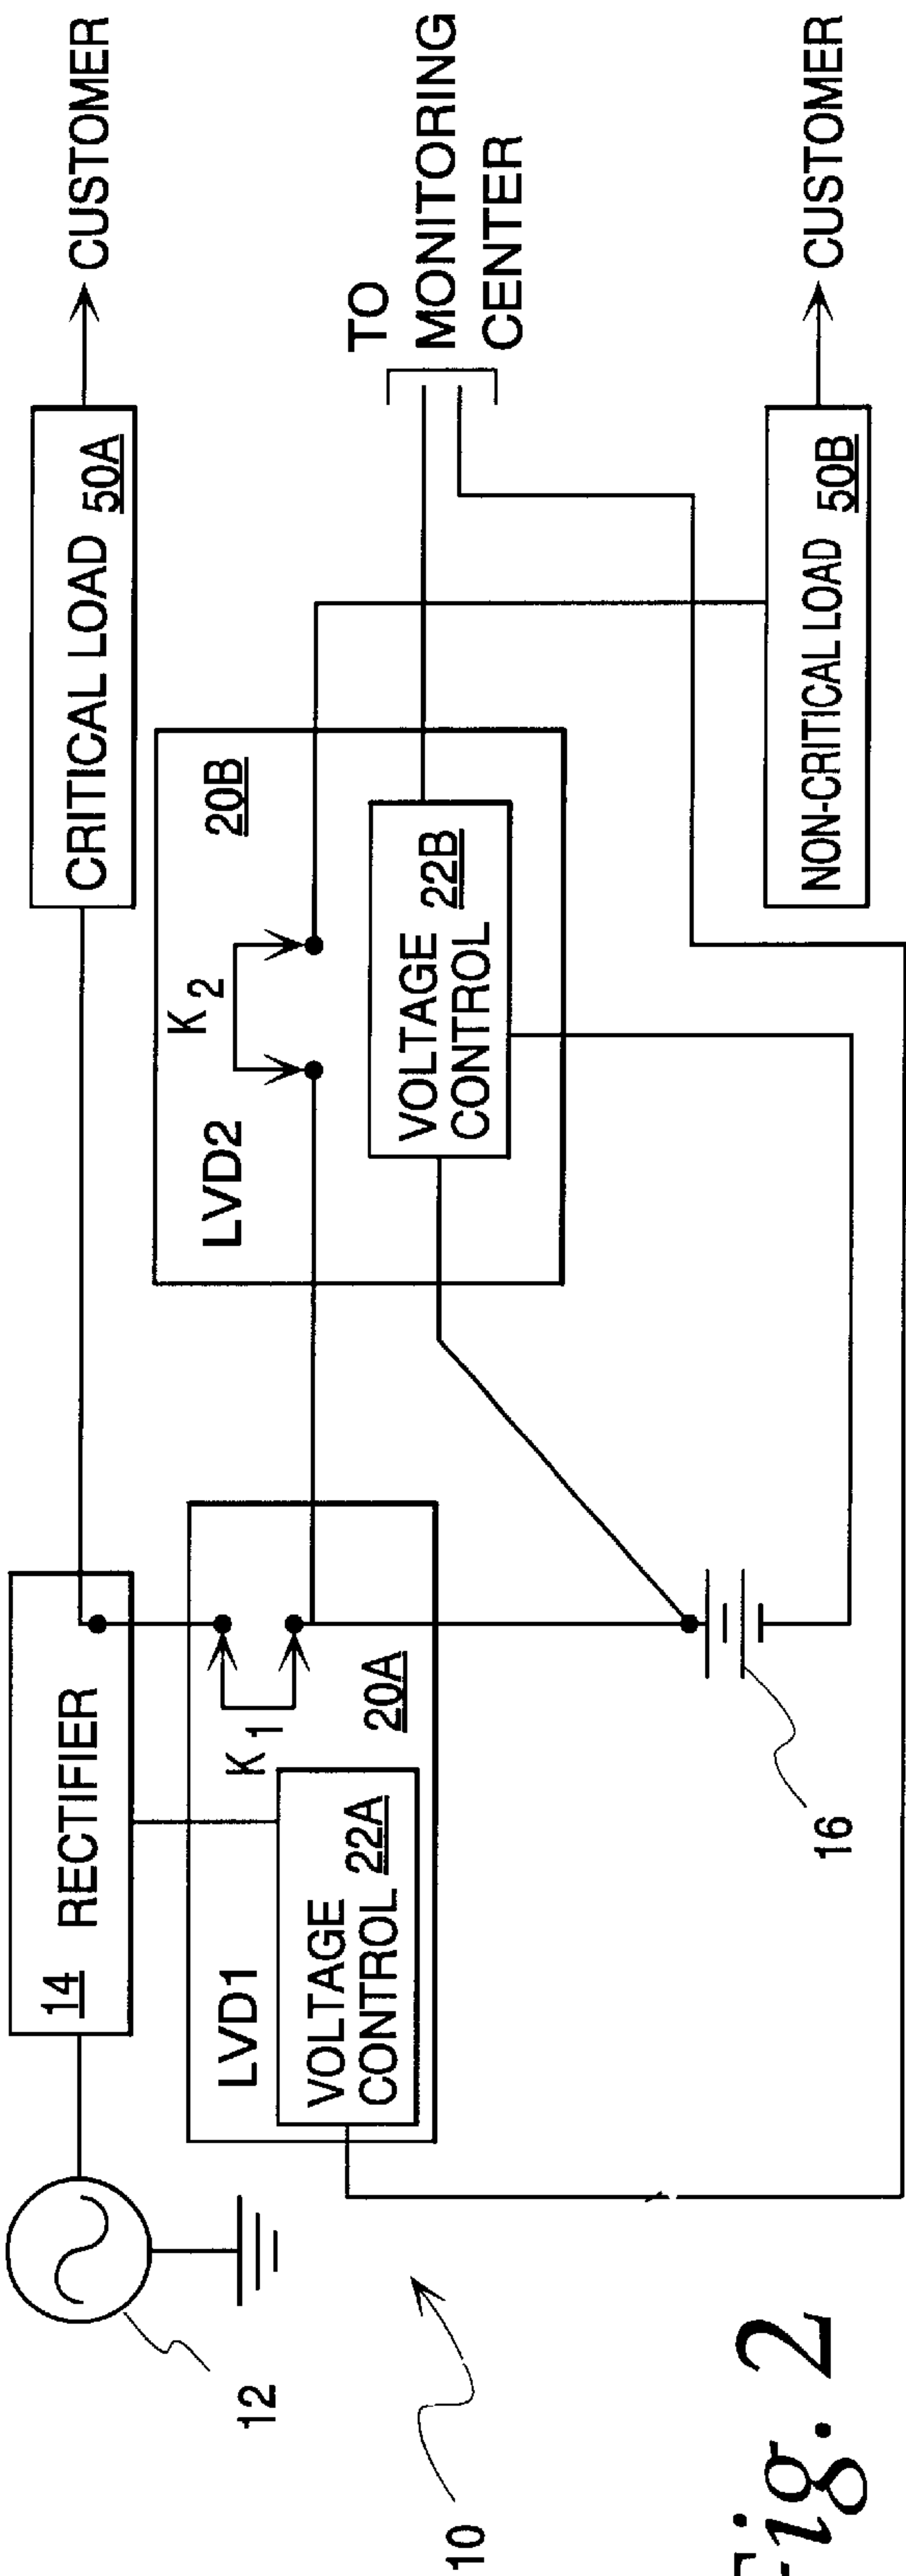 14 RECTIFIER
CRITICAL LOAD 50A
CUSTOMER
12
LVD1
K1
20A
VOLTAGE
CONTROL 22A
LVD2
K2
20B
VOLTAGE
CONTROL 22B
TO
MONITORING
CENTER
16
NON-CRITICAL LOAD 50B
CUSTOMER
10
Fig. 2